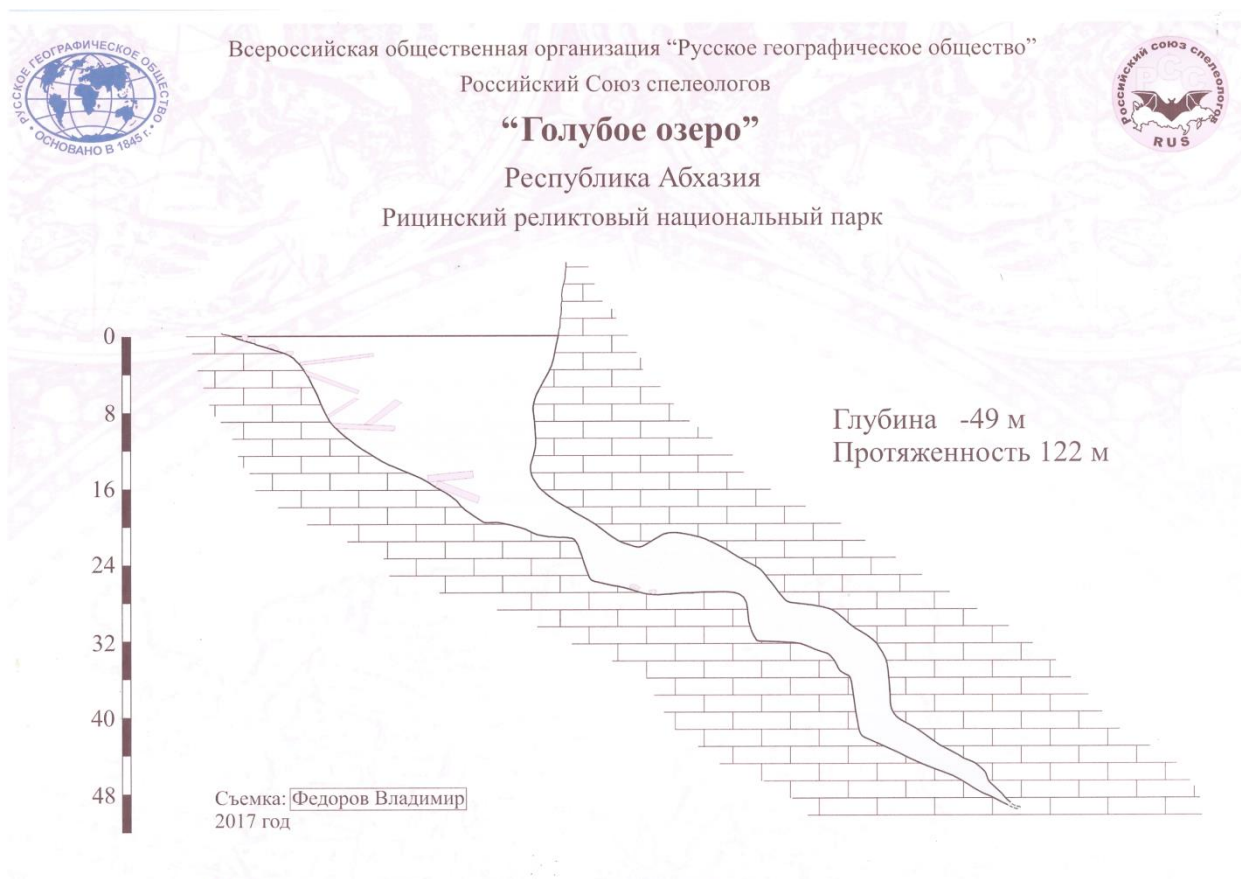 Всероссийская общественная организация “Русское географическое общество”
Российский Союз спелеологов
“Голубое озеро”
Республика Абхазия
Рицинский реликтовый национальный парк
РУССКОЕ ГЕОГРАФИЧЕСКОЕ ОБЩЕСТВО
• ОСНОВАНО В 1845 г. •
Российский союз спелеологов
РСС
RUS
0
8
16
24
32
40
48
Глубина -49 м
Протяженность 122 м
Съемка: Федоров Владимир
2017 год